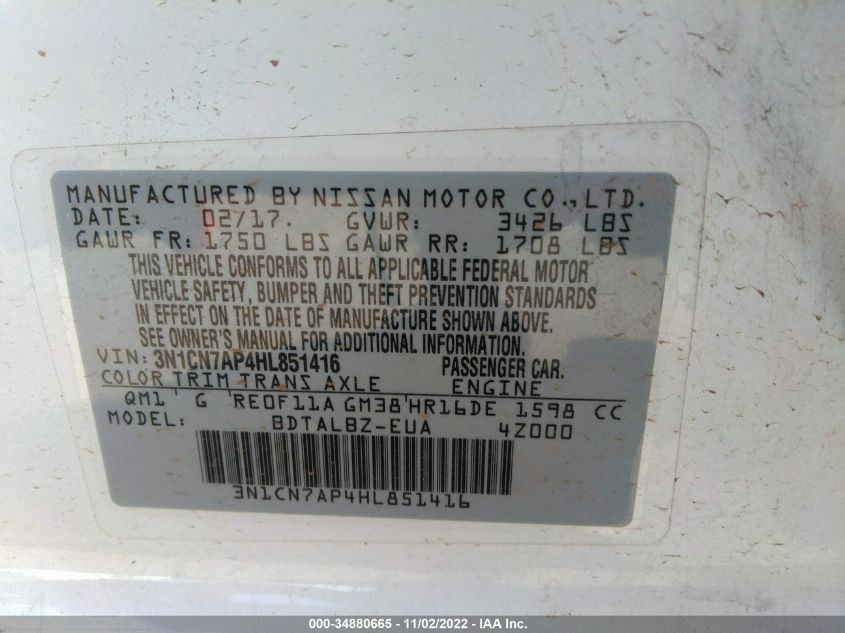 MANUFACTURED BY NISSAN MOTOR CO.,LTD.
DATE: 02/17. GVWR: 3426 LBS
GAWR FR: 1750 LBS GAWR RR: 1708 LBS
THIS VEHICLE CONFORMS TO ALL APPLICABLE FEDERAL MOTOR
VEHICLE SAFETY, BUMPER AND THEFT PREVENTION STANDARDS
IN EFFECT ON THE DATE OF MANUFACTURE SHOWN ABOVE.
SEE OWNER'S MANUAL FOR ADDITIONAL INFORMATION.
VIN: 3N1CN7AP4HL851416 PASSENGER CAR.
COLOR TRIM TRANS AXLE ENGINE
QM1 G RE0F11A GM38 HR16DE 1598 CC
MODEL: BDTALBZ-EUA 4Z000
3N1CN7AP4HL851416
000-34880665 - 11/02/2022 - IAA Inc.